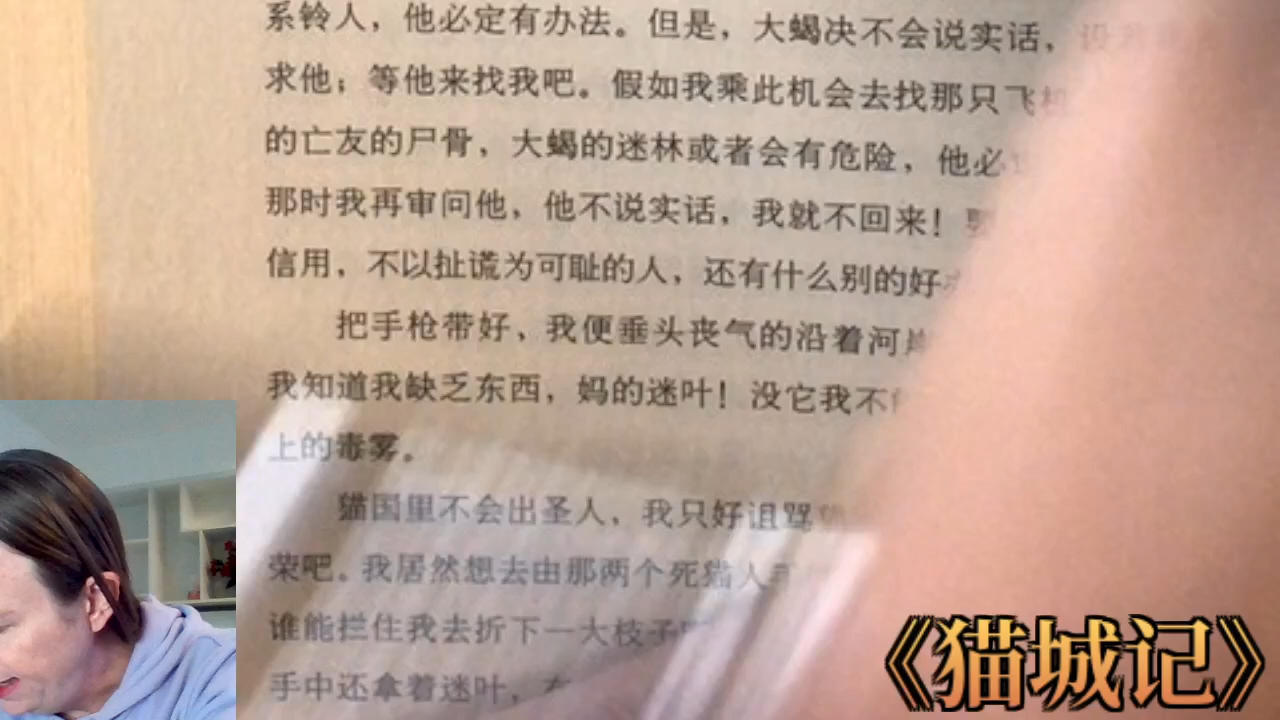 系铃人，他必定有办法。但是，大蝎决不会说实话，设若我
求他；等他来找我吧。假如我乘此机会去找那只飞机
的亡友的尸骨，大蝎的迷林或者会有危险，他必
那时我再审问他，他不说实话，我就不回来！
信用，不以扯谎为可耻的人，还有什么别的好
把手枪带好，我便垂头丧气的沿着河岸
我知道我缺乏东西，妈的迷叶！没它我不
上的毒雾。
猫国里不会出圣人，我只好诅骂
荣吧。我居然想去由那两个死猫人手
谁能拦住我去折下一大枝子
手中还拿着迷叶，
《猫城记》